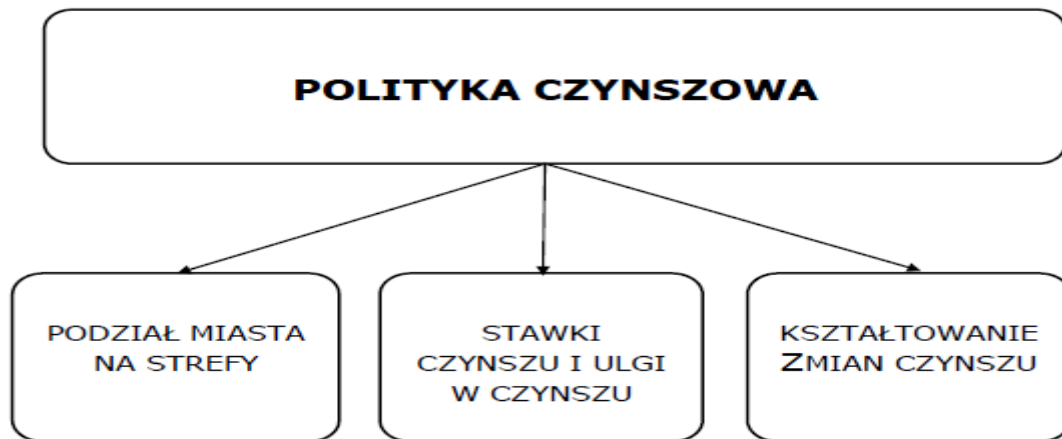 POLITYKA CZYNSZOWA
PODZIAŁ MIASTA
NA STREFY
STAWKI
CZYNSZU I ULGI
W CZYNSZU
KSZTAŁTOWANIE
ZMIAN CZYNSZU